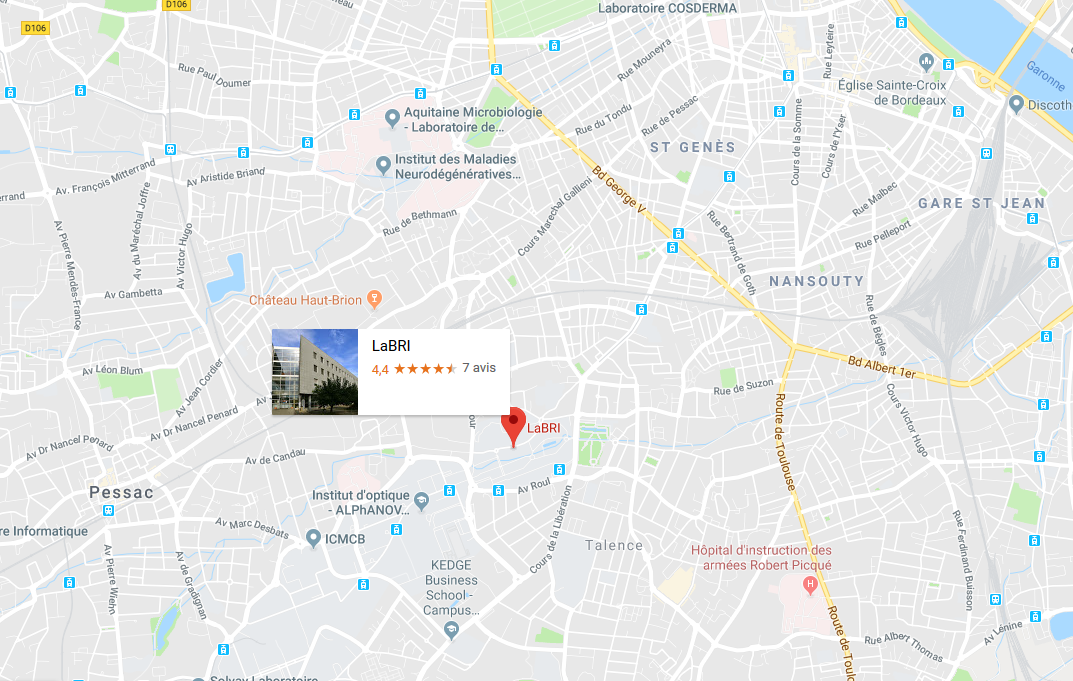 D106
D106
Laboratoire COSDERMA
Rue Paul Doumer
Rue Mouneyra
Rue Leyteire
Garonne
Église Sainte-Croix
de Bordeaux
Discoth
Aquitaine Microbiologie
- Laboratoire de...
Rue du Tondu
Rue de Pessac
ST GENÈS
Cours de la Somme
Cours de l'Yser
Institut des Maladies
Neurodégénératives...
Av. François Mitterrand
Av Aristide Briand
errand
Bd George V
Rue Malbec
GARE ST JEAN
Av du Maréchal Joffre
Av Pierre Mendès-France
Av Victor Hugo
Rue de Bethmann
Cours Marechal Gallieni
Rue Bertrand de Goth
Rue Pelleport
NANSOUTY
Av Gambetta
Château Haut-Brion
Rue de Bègles
LaBRI
4,4
7 avis
Av Léon Blum
Av Jean Cordier
Bd Albert 1er
Rue de Suzon
Av Dr Nancel Penard
Av Dr Nancel Penard
Av
our
LaBRI
Route de Toulouse
Cours Victor Hugo
Av de Candau
Pessac
Institut d'optique
- ALPhANOV...
Av Roul
Cours de la Libération
re Informatique
Av Marc Desbats
ICMCB
Talence
Hôpital d'instruction des
armées Robert Picqué
H
Av Pierre Wiehn
Av de Gradignan
KEDGE
Business
School -
Campus...
Rue Ferdinand Buisson
Route de Toulo
Rue Albert Thomas
Av Lénine
Solvay Laboratoire